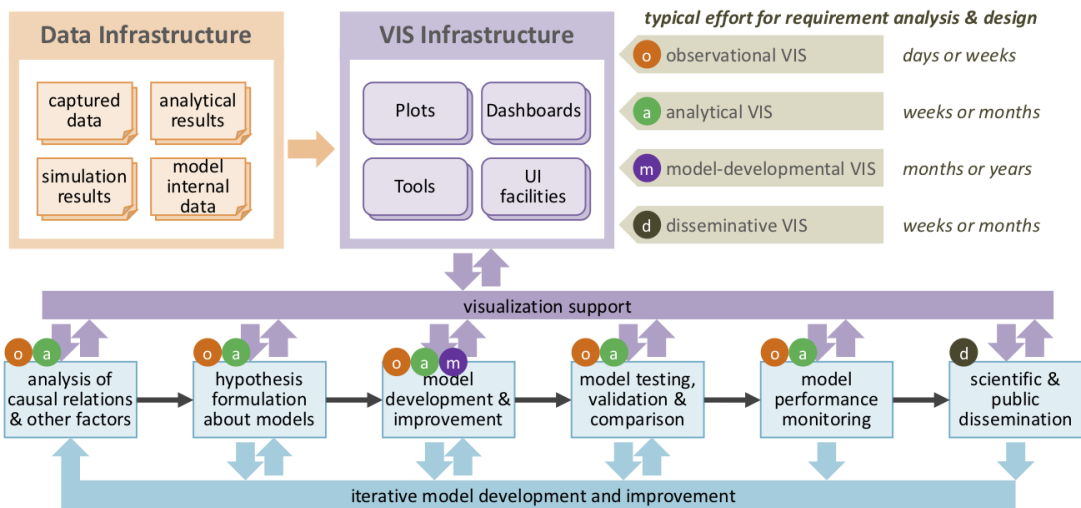 Data Infrastructure
captured
data
analytical
results
simulation
results
model
internal
data
VIS Infrastructure
Plots
Dashboards
Tools
UI
facilities
typical effort for requirement analysis & design
o observational VIS days or weeks
a analytical VIS weeks or months
m model-developmental VIS months or years
d disseminative VIS weeks or months
visualization support
o a
analysis of
causal relations
& other factors
o a
hypothesis
formulation
about models
o a m
model
development &
improvement
o a
model testing,
validation &
comparison
o a
model
performance
monitoring
d
scientific &
public
dissemination
iterative model development and improvement